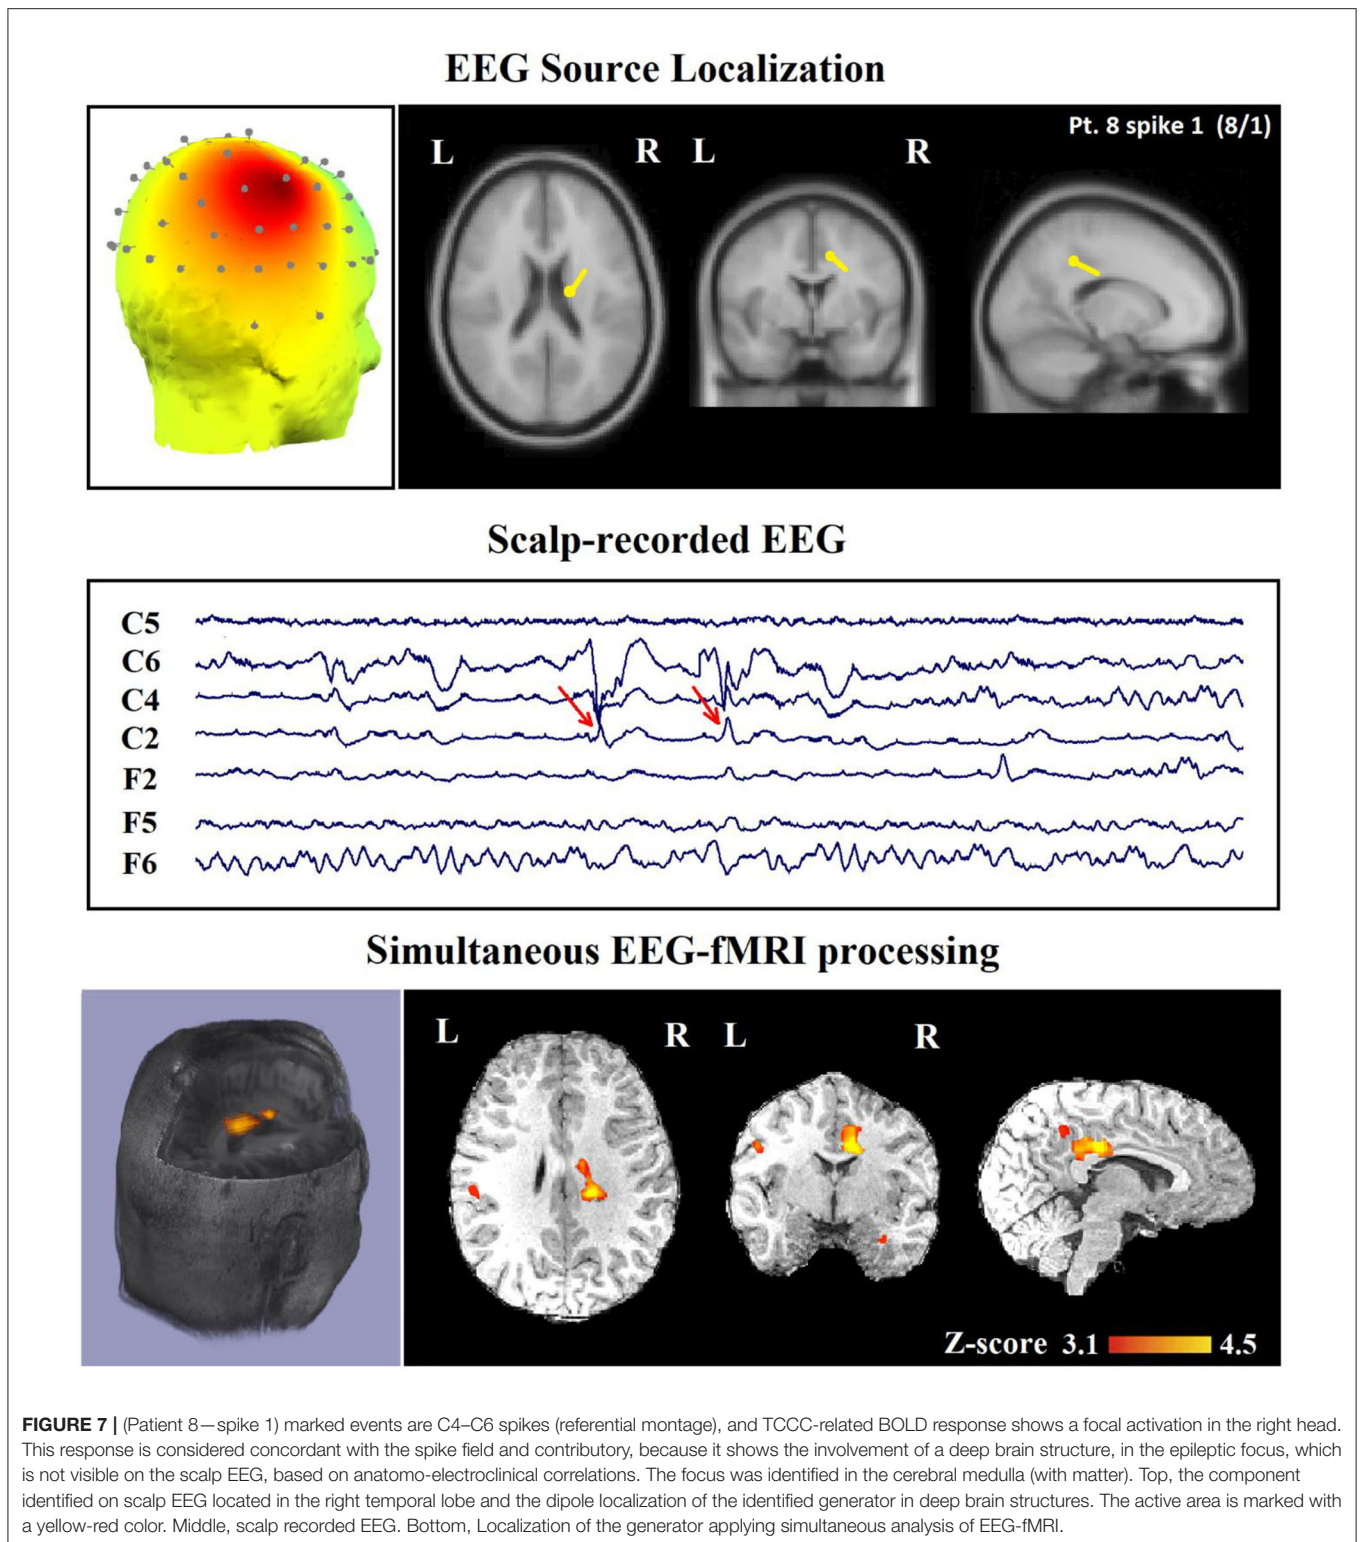 EEG Source Localization
Pt. 8 spike 1 (8/1)
L R L R
Scalp-recorded EEG
C5
C6
C4
C2
F2
F5
F6
Simultaneous EEG-fMRI processing
L R L R
Z-score 3.1 4.5
FIGURE 7 | (Patient 8—spike 1) marked events are C4–C6 spikes (referential montage), and TCCC-related BOLD response shows a focal activation in the right head.
This response is considered concordant with the spike field and contributory, because it shows the involvement of a deep brain structure, in the epileptic focus, which
is not visible on the scalp EEG, based on anatomo-electroclinical correlations. The focus was identified in the cerebral medulla (with matter). Top, the component
identified on scalp EEG located in the right temporal lobe and the dipole localization of the identified generator in deep brain structures. The active area is marked with
a yellow-red color. Middle, scalp recorded EEG. Bottom, Localization of the generator applying simultaneous analysis of EEG-fMRI.